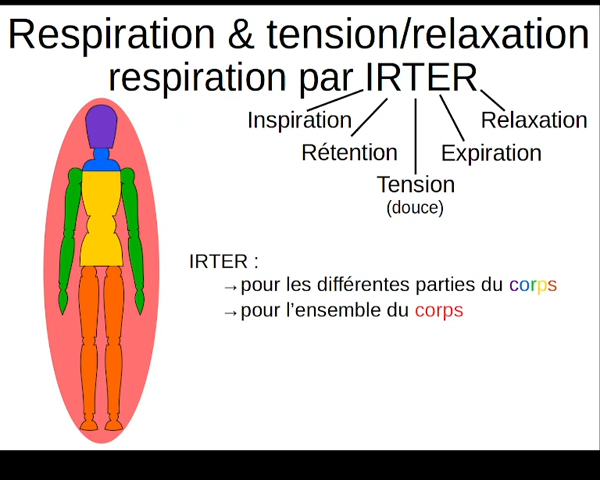 Respiration & tension/relaxation
respiration par IRTER
Inspiration
Relaxation
Rétention
Expiration
Tension
(douce)
IRTER :
→pour les différentes parties du corps
→pour l’ensemble du corps